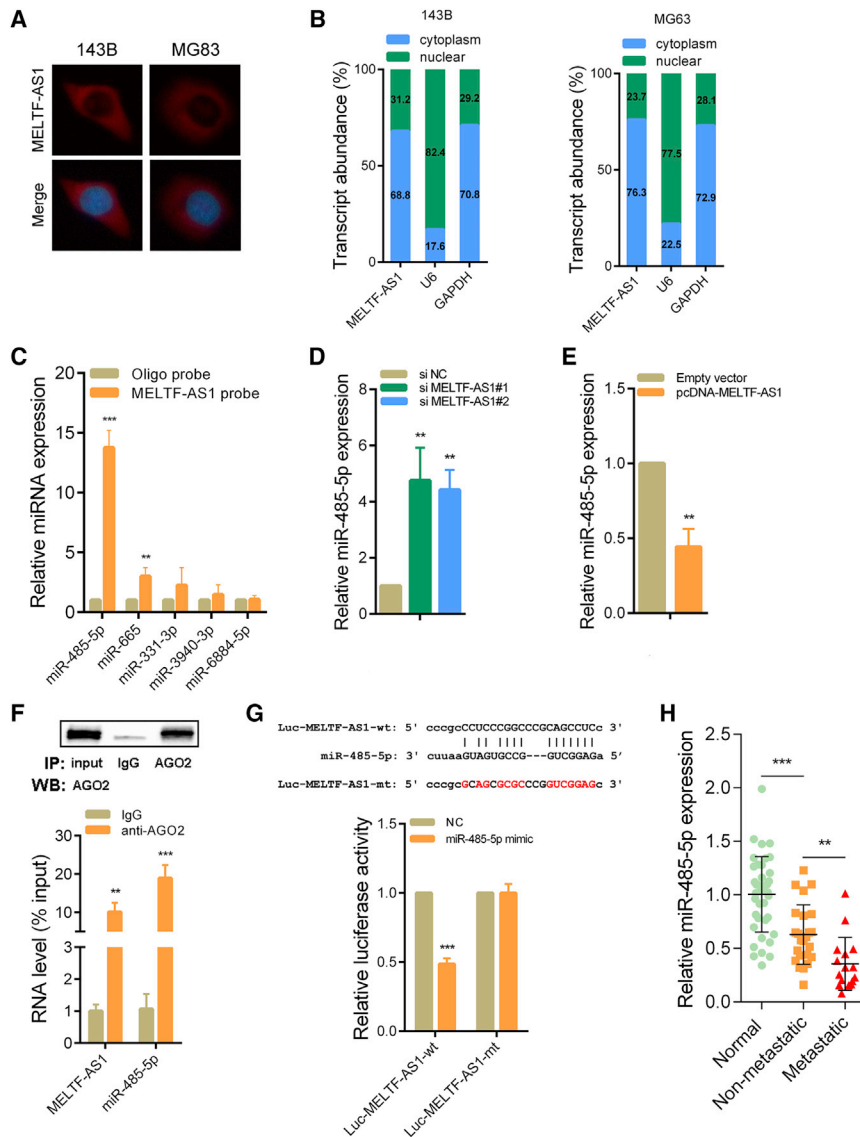 A
143B MG83
MELTF-AS1
Merge
B
143B
cytoplasm
nuclear
Transcript abundance (%)
100
50
0
31.2
68.8
82.4
17.6
29.2
70.8
MELTF-AS1
U6
GAPDH
MG63
cytoplasm
nuclear
Transcript abundance (%)
100
50
0
23.7
76.3
77.5
22.5
28.1
72.9
MELTF-AS1
U6
GAPDH
C
Oligo probe
MELTF-AS1 probe
Relative miRNA expression
20
15
10
5
2
0
***
**
miR-485-5p
miR-665
miR-331-3p
miR-3940-3p
miR-6884-5p
D
si NC
si MELTF-AS1#1
si MELTF-AS1#2
Relative miR-485-5p expression
8
6
4
2
0
**
**
E
Empty vector
pcDNA-MELTF-AS1
Relative miR-485-5p expression
1.5
1.0
0.5
0.0
**
F
IP: input IgG AGO2
WB: AGO2
IgG
anti-AGO2
RNA level (% input)
30
20
10
3
2
1
0
**
***
MELTF-AS1
miR-485-5p
G
Luc-MELTF-AS1-wt: 5' cccgcCCUCCCGGCCCGCAGCCUCc 3'
miR-485-5p: 3' cuuaaGUAGUGCCG---GUCGGAGa 5'
Luc-MELTF-AS1-mt: 5' cccgcGCAGCGCGCCCGGUCGGAGc 3'
NC
miR-485-5p mimic
Relative luciferase activity
1.5
1.0
0.5
0.0
***
Luc-MELTF-AS1-wt
Luc-MELTF-AS1-mt
H
Relative miR-485-5p expression
2.5
2.0
1.5
1.0
0.5
0.0
***
**
Normal
Non-metastatic
Metastatic